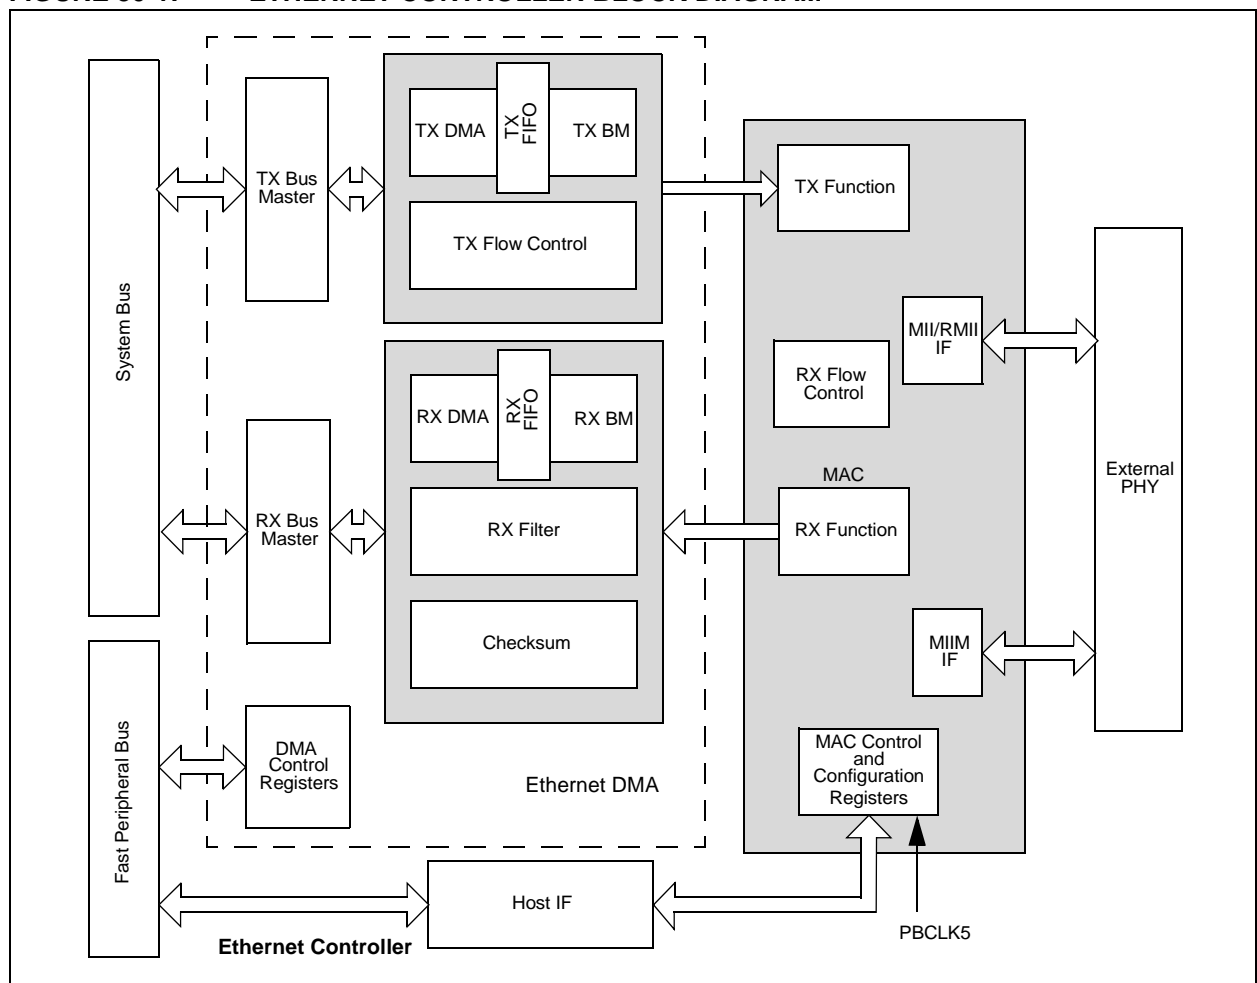 TX DMA
TX
FIFO
TX BM
TX Flow Control
TX Bus
Master
TX Function
System Bus
MII/RMII
IF
RX Flow
Control
RX DMA
RX
FIFO
RX BM
RX Filter
Checksum
RX Bus
Master
MAC
RX Function
External
PHY
MIIM
IF
Fast Peripheral Bus
DMA
Control
Registers
Ethernet DMA
MAC Control
and
Configuration
Registers
Host IF
Ethernet Controller
PBCLK5